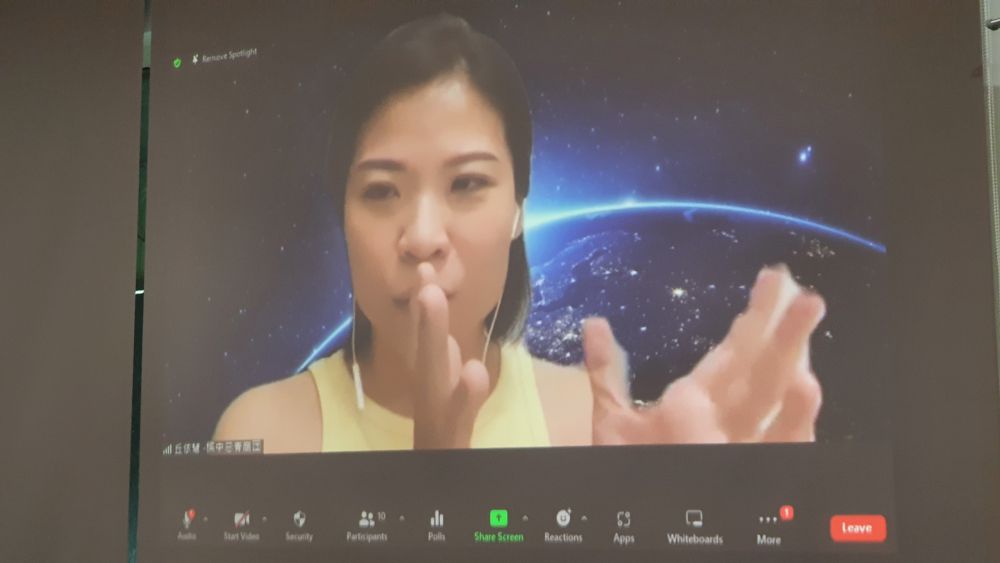 Remove Spotlight
Audio
Start Video
Security
Participants
10
Polls
Share Screen
Reactions
Apps
Whiteboards
More
1
Leave